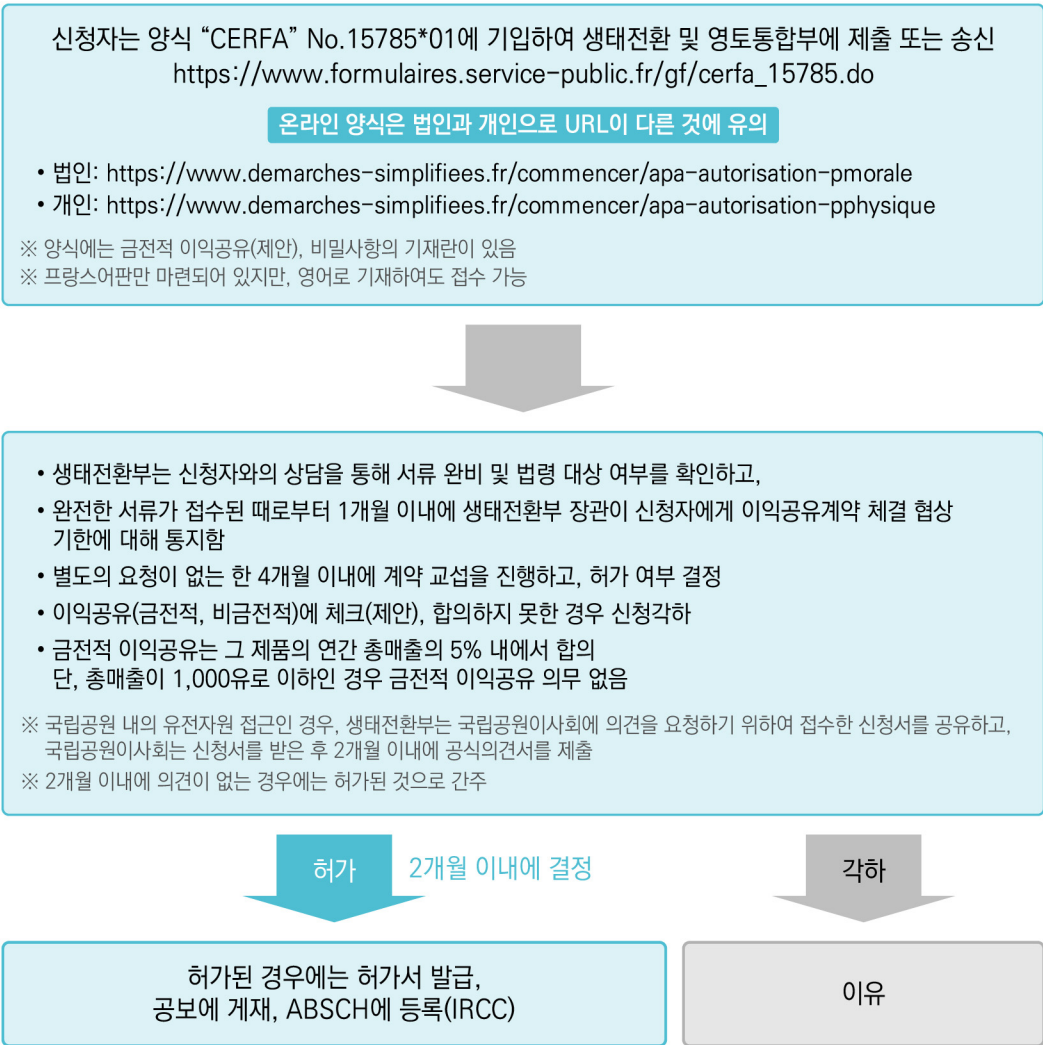 신청자는 양식 “CERFA” No.15785*01에 기입하여 생태전환 및 영토통합부에 제출 또는 송신
https://www.formulaires.service-public.fr/gf/cerfa_15785.do
온라인 양식은 법인과 개인으로 URL이 다른 것에 유의
• 법인: https://www.demarches-simplifiees.fr/commencer/apa-autorisation-pmorale
• 개인: https://www.demarches-simplifiees.fr/commencer/apa-autorisation-pphysique
※ 양식에는 금전적 이익공유(제안), 비밀사항의 기재란이 있음
※ 프랑스어판만 마련되어 있지만, 영어로 기재하여도 접수 가능
• 생태전환부는 신청자와의 상담을 통해 서류 완비 및 법령 대상 여부를 확인하고,
• 완전한 서류가 접수된 때로부터 1개월 이내에 생태전환부 장관이 신청자에게 이익공유계약 체결 협상
기한에 대해 통지함
• 별도의 요청이 없는 한 4개월 이내에 계약 교섭을 진행하고, 허가 여부 결정
• 이익공유(금전적, 비금전적)에 체크(제안), 합의하지 못한 경우 신청각하
• 금전적 이익공유는 그 제품의 연간 총매출의 5% 내에서 합의
단, 총매출이 1,000유로 이하인 경우 금전적 이익공유 의무 없음
※ 국립공원 내의 유전자원 접근인 경우, 생태전환부는 국립공원이사회에 의견을 요청하기 위하여 접수한 신청서를 공유하고,
국립공원이사회는 신청서를 받은 후 2개월 이내에 공식의견서를 제출
※ 2개월 이내에 의견이 없는 경우에는 허가된 것으로 간주
허가
2개월 이내에 결정
각하
허가된 경우에는 허가서 발급,
공보에 게재, ABSCH에 등록(IRCC)
이유